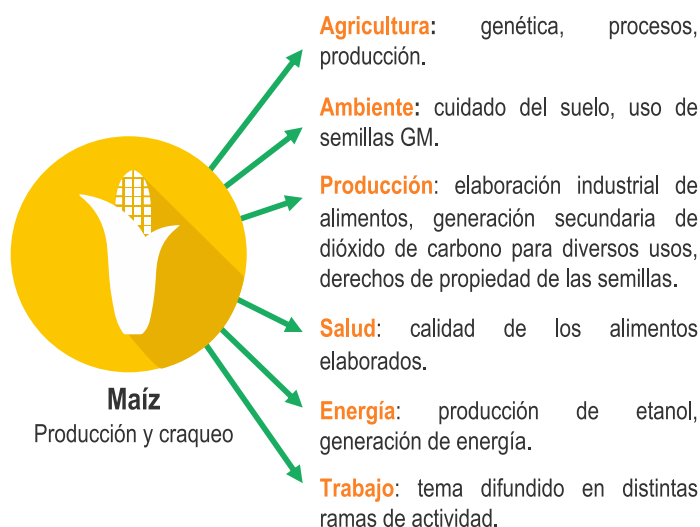 Agricultura: genética, procesos,
producción.
Ambiente: cuidado del suelo, uso de
semillas GM.
Producción: elaboración industrial de
alimentos, generación secundaria de
dióxido de carbono para diversos usos,
derechos de propiedad de las semillas.
Salud: calidad de los alimentos
elaborados.
Energía: producción de etanol,
generación de energía.
Trabajo: tema difundido en distintas
ramas de actividad.
Maíz
Producción y craqueo